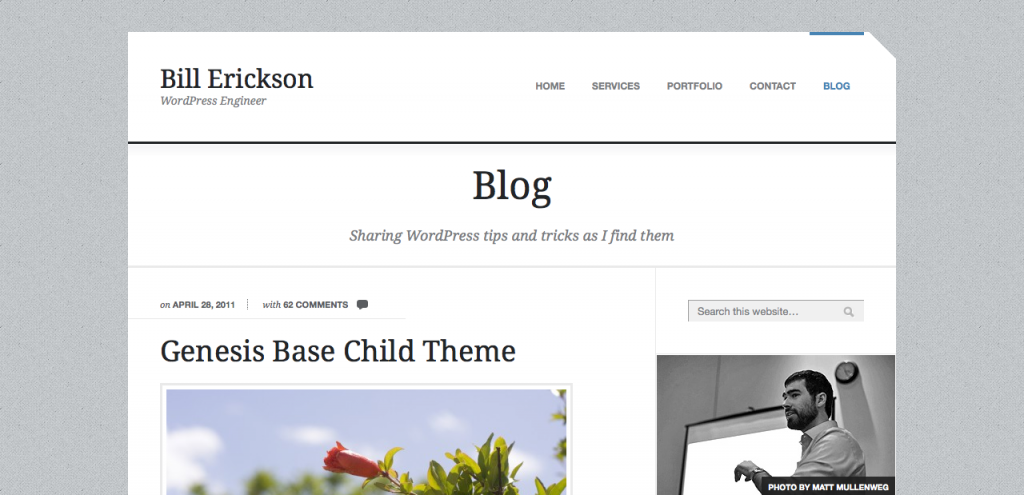 Bill Erickson
WordPress Engineer
HOME SERVICES PORTFOLIO CONTACT BLOG
Blog
Sharing WordPress tips and tricks as I find them
on APRIL 28, 2011 with 62 COMMENTS
Search this website...
Genesis Base Child Theme
PHOTO BY MATT MULLENWEG